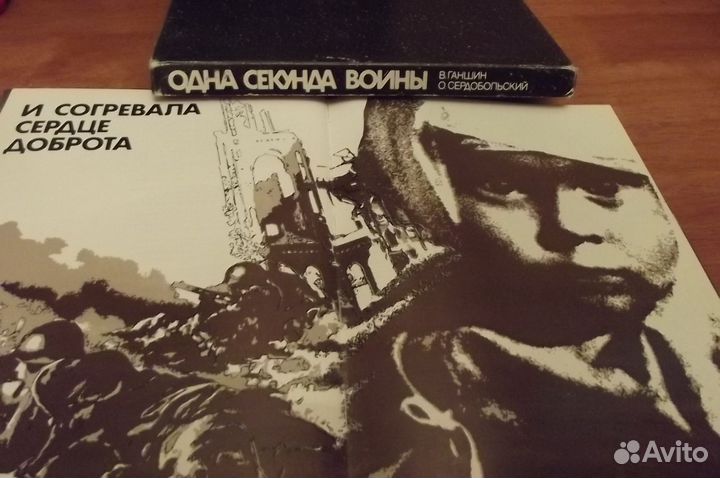 ОДНА СЕКУНДА ВОЙНЫ
В. ГАНШИН
О. СЕРДОБОЛЬСКИЙ
И СОГРЕВАЛА
СЕРДЦЕ
ДОБРОТА
Avito